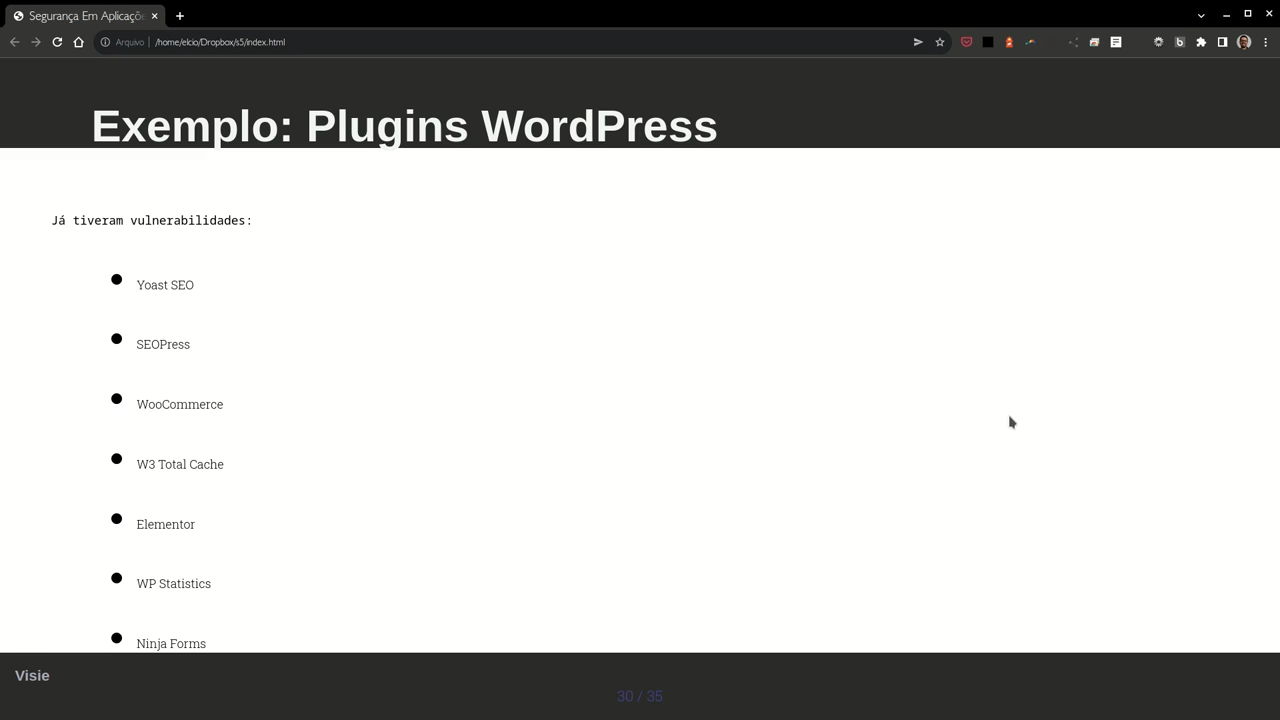 Segurança Em Aplicaçõ
Arquivo
/home/elcio/Dropbox/s5/index.html
Exemplo: Plugins WordPress
Já tiveram vulnerabilidades:
Yoast SEO
SEOPress
WooCommerce
W3 Total Cache
Elementor
WP Statistics
Ninja Forms
Visie
30 / 35